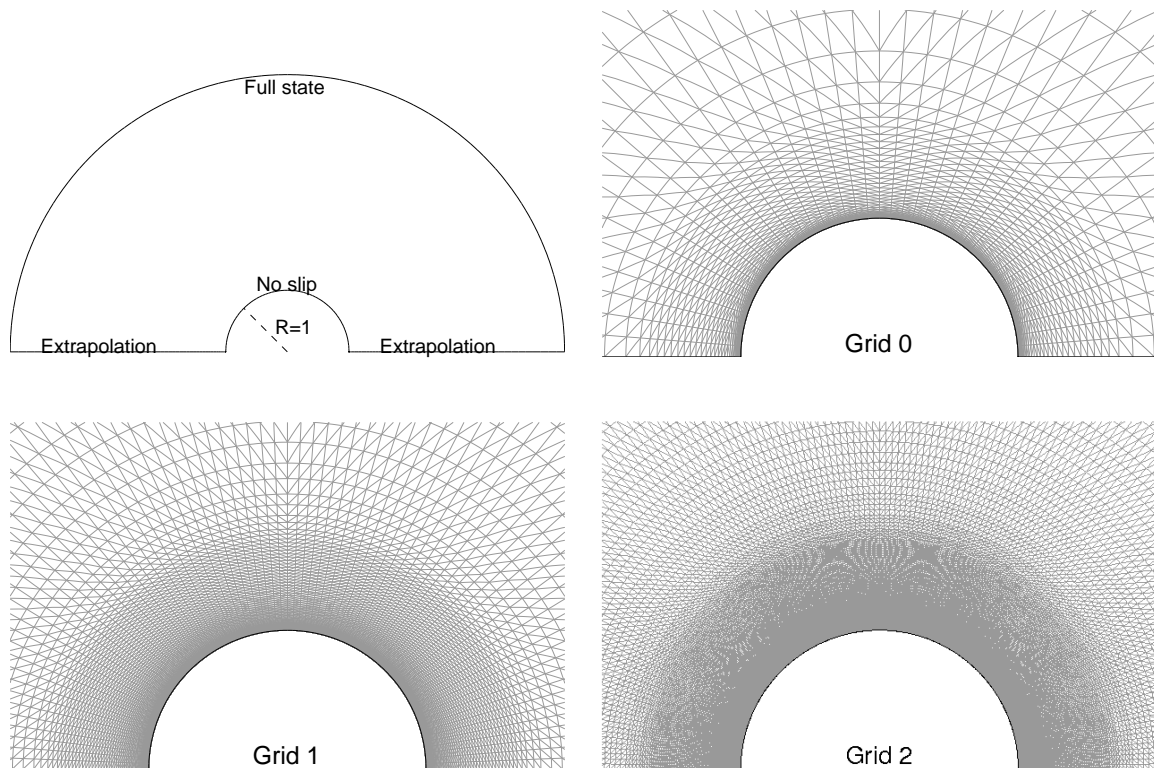 Full state
No slip
R=1
Extrapolation
Extrapolation
Grid 0
Grid 1
Grid 2